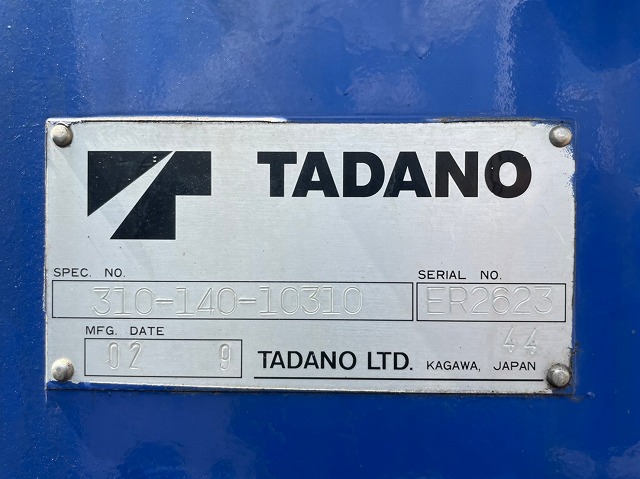 TADANO
SPEC. NO.
310-140-10310
SERIAL NO.
ER2623
MFG. DATE
02 9
44
TADANO LTD. KAGAWA, JAPAN